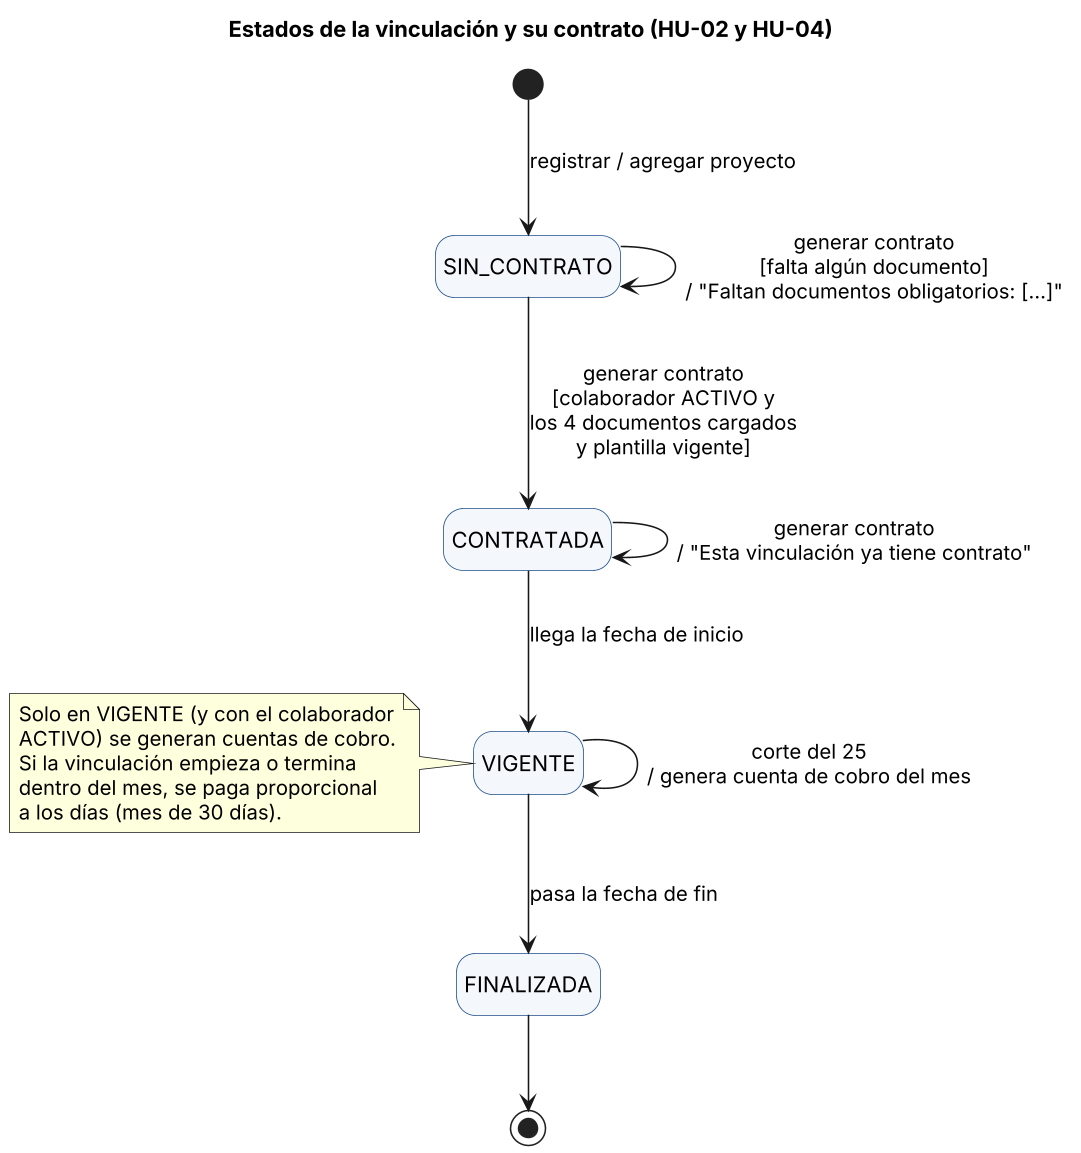 Estados de la vinculación y su contrato (HU-02 y HU-04)
registrar / agregar proyecto
SIN_CONTRATO
generar contrato
[falta algún documento]
/ "Faltan documentos obligatorios: [...]"
generar contrato
[colaborador ACTIVO y
los 4 documentos cargados
y plantilla vigente]
CONTRATADA
generar contrato
/ "Esta vinculación ya tiene contrato"
llega la fecha de inicio
Solo en VIGENTE (y con el colaborador
ACTIVO) se generan cuentas de cobro.
Si la vinculación empieza o termina
dentro del mes, se paga proporcional
a los días (mes de 30 días).
VIGENTE
corte del 25
/ genera cuenta de cobro del mes
pasa la fecha de fin
FINALIZADA